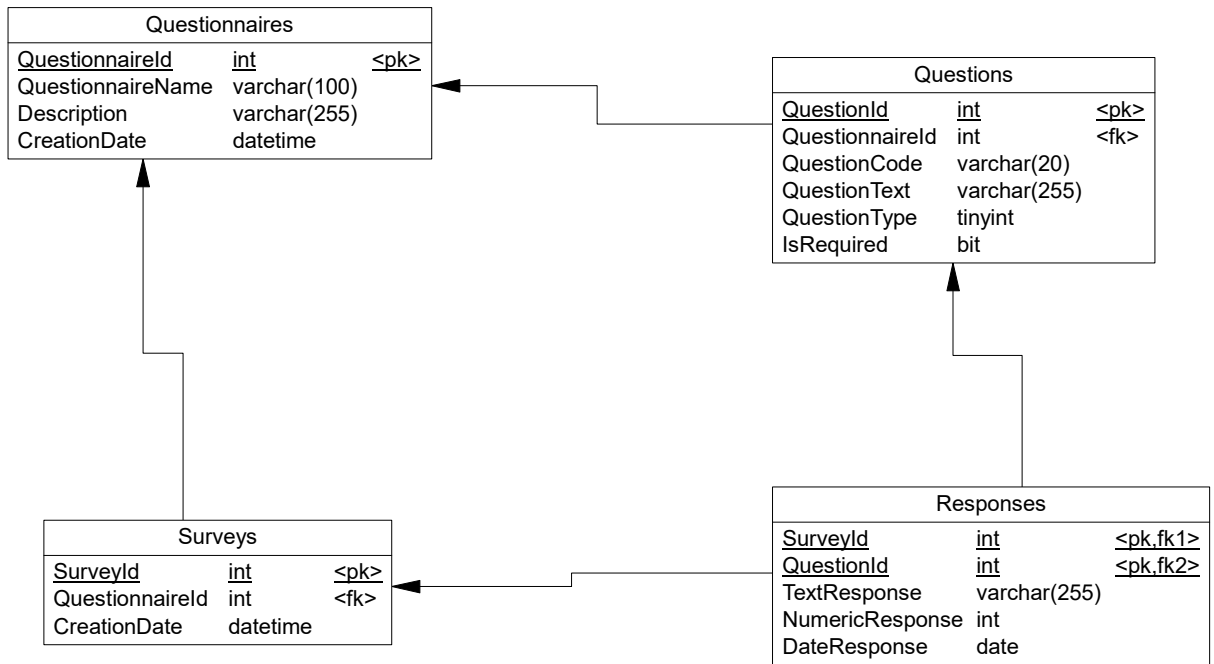 Questionnaires
QuestionnaireId int <pk>
QuestionnaireName varchar(100)
Description varchar(255)
CreationDate datetime
Questions
QuestionId int <pk>
QuestionnaireId int <fk>
QuestionCode varchar(20)
QuestionText varchar(255)
QuestionType tinyint
IsRequired bit
Surveys
SurveyId int <pk>
QuestionnaireId int <fk>
CreationDate datetime
Responses
SurveyId int <pk,fk1>
QuestionId int <pk,fk2>
TextResponse varchar(255)
NumericResponse int
DateResponse date